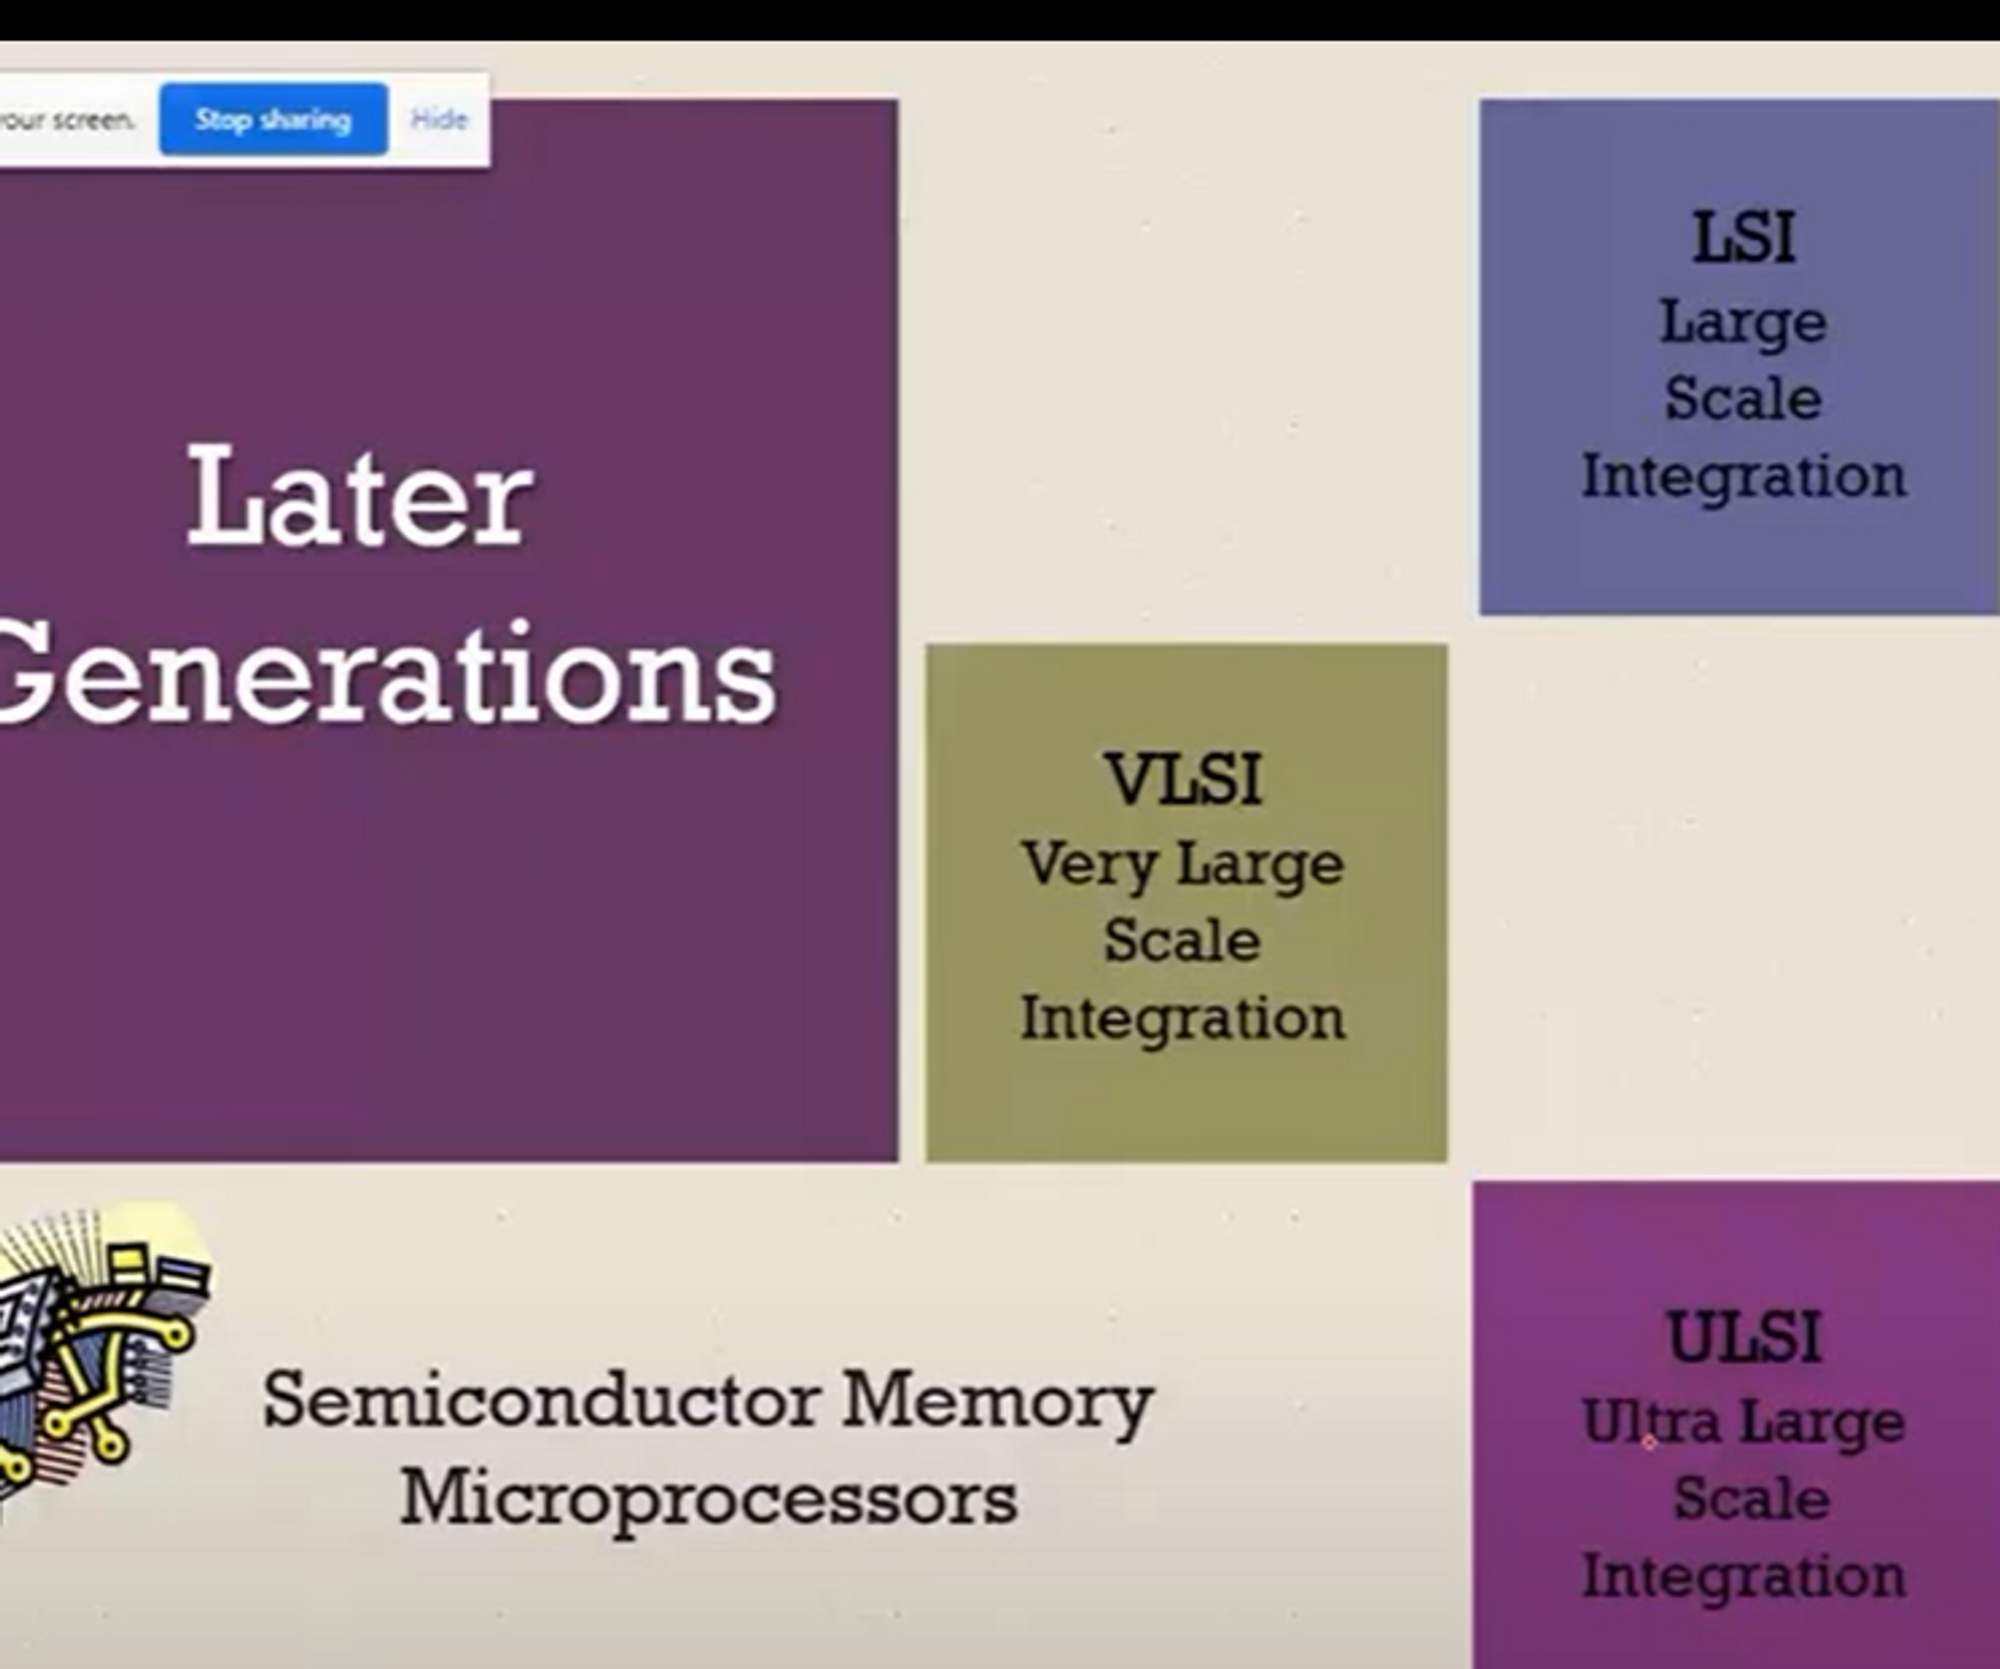 your screen.
Stop sharing
Hide
Later
Generations
LSI
Large
Scale
Integration
VLSI
Very Large
Scale
Integration
Semiconductor Memory
Microprocessors
ULSI
Ultra Large
Scale
Integration